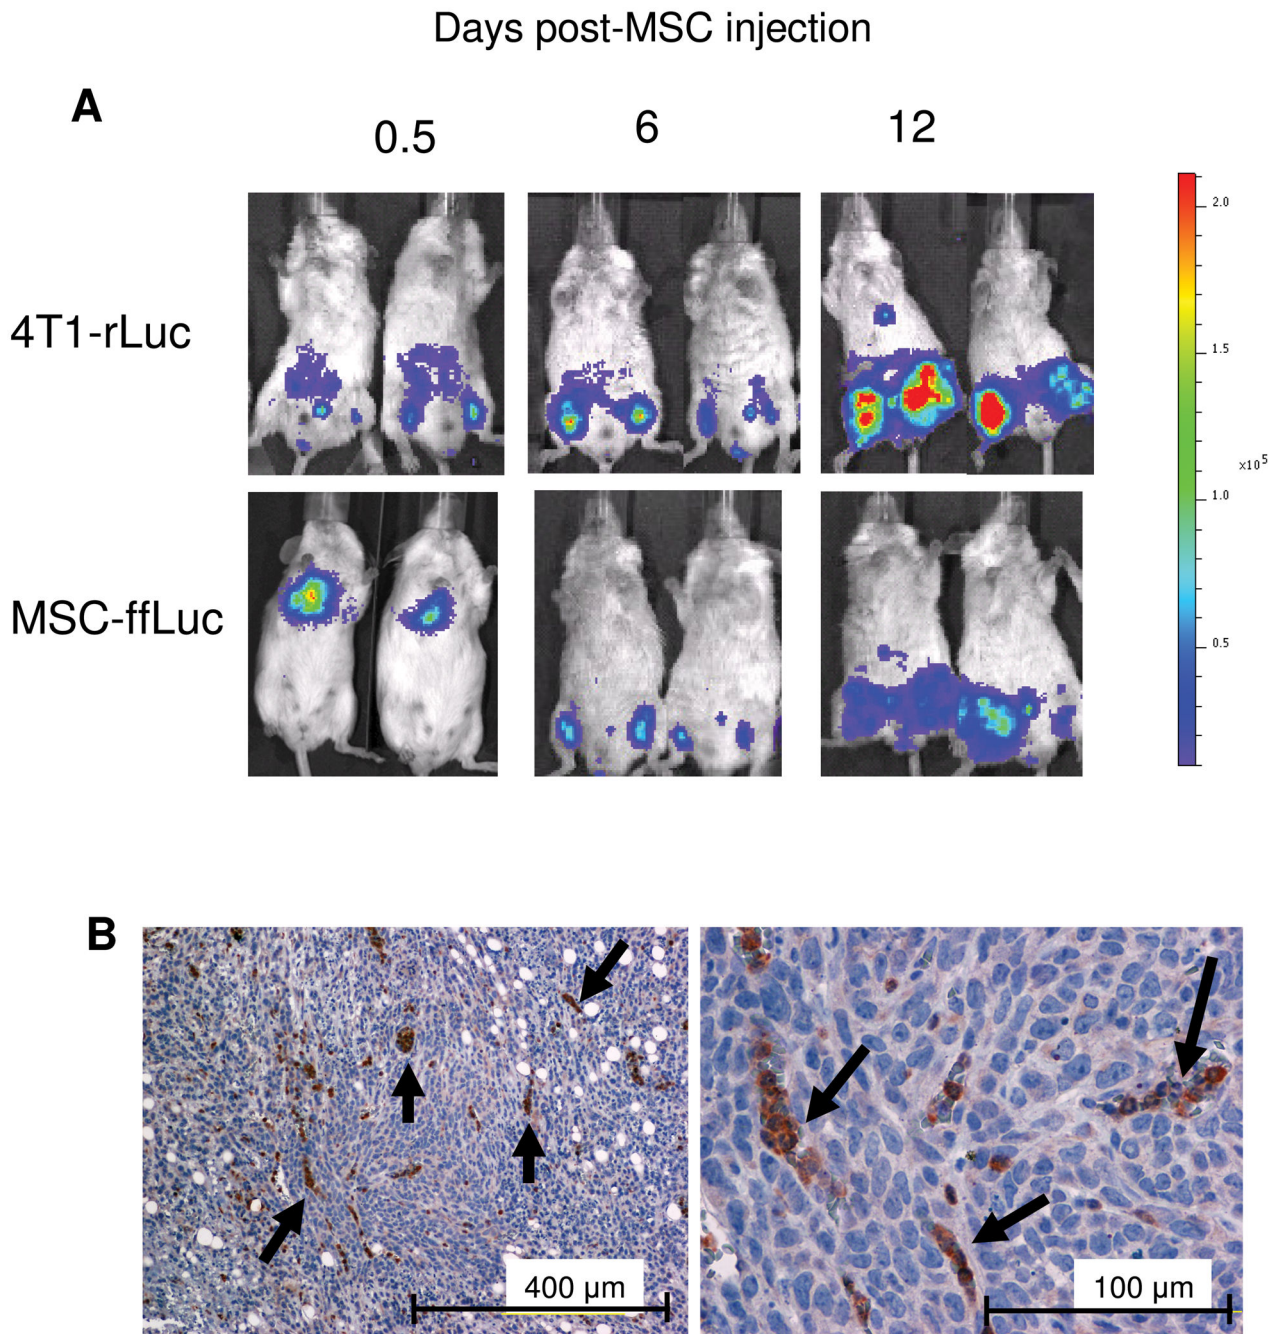 Days post-MSC injection
A
0.5
6
12
4T1-rLuc
MSC-ffLuc
2.0
1.5
x10^5
1.0
0.5
B
400 µm
100 µm